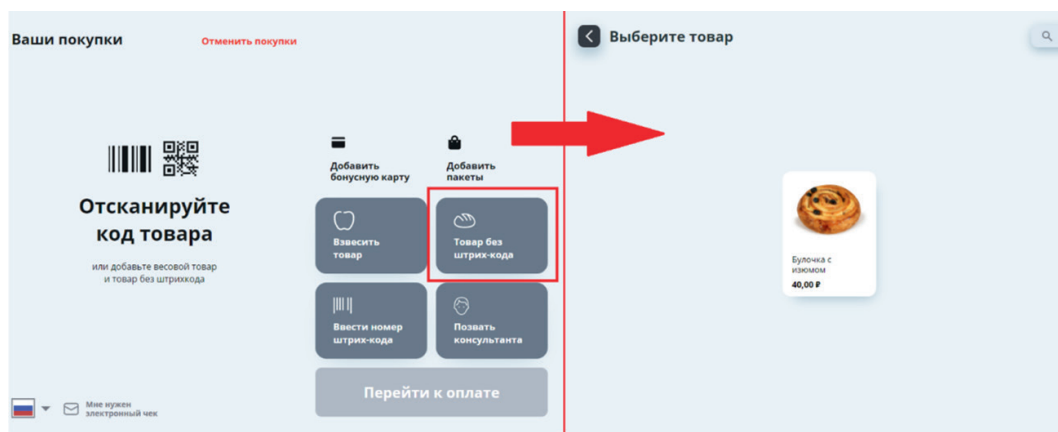 Ваши покупки
Отменить покупки
Отсканируйте
код товара
или добавьте весовой товар
и товар без штрихкода
Добавить
бонусную карту
Добавить
пакеты
Взвесить
товар
Товар без
штрих-кода
Ввести номер
штрих-кода
Позвать
консультанта
Перейти к оплате
Мне нужен
электронный чек
Выберите товар
Булочка с
изюмом
40,00 ₽